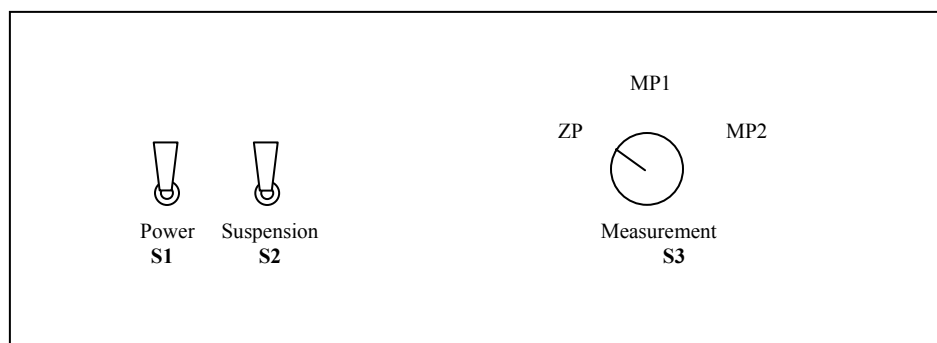 MP1
ZP
MP2
Power
Suspension
Measurement
S1
S2
S3